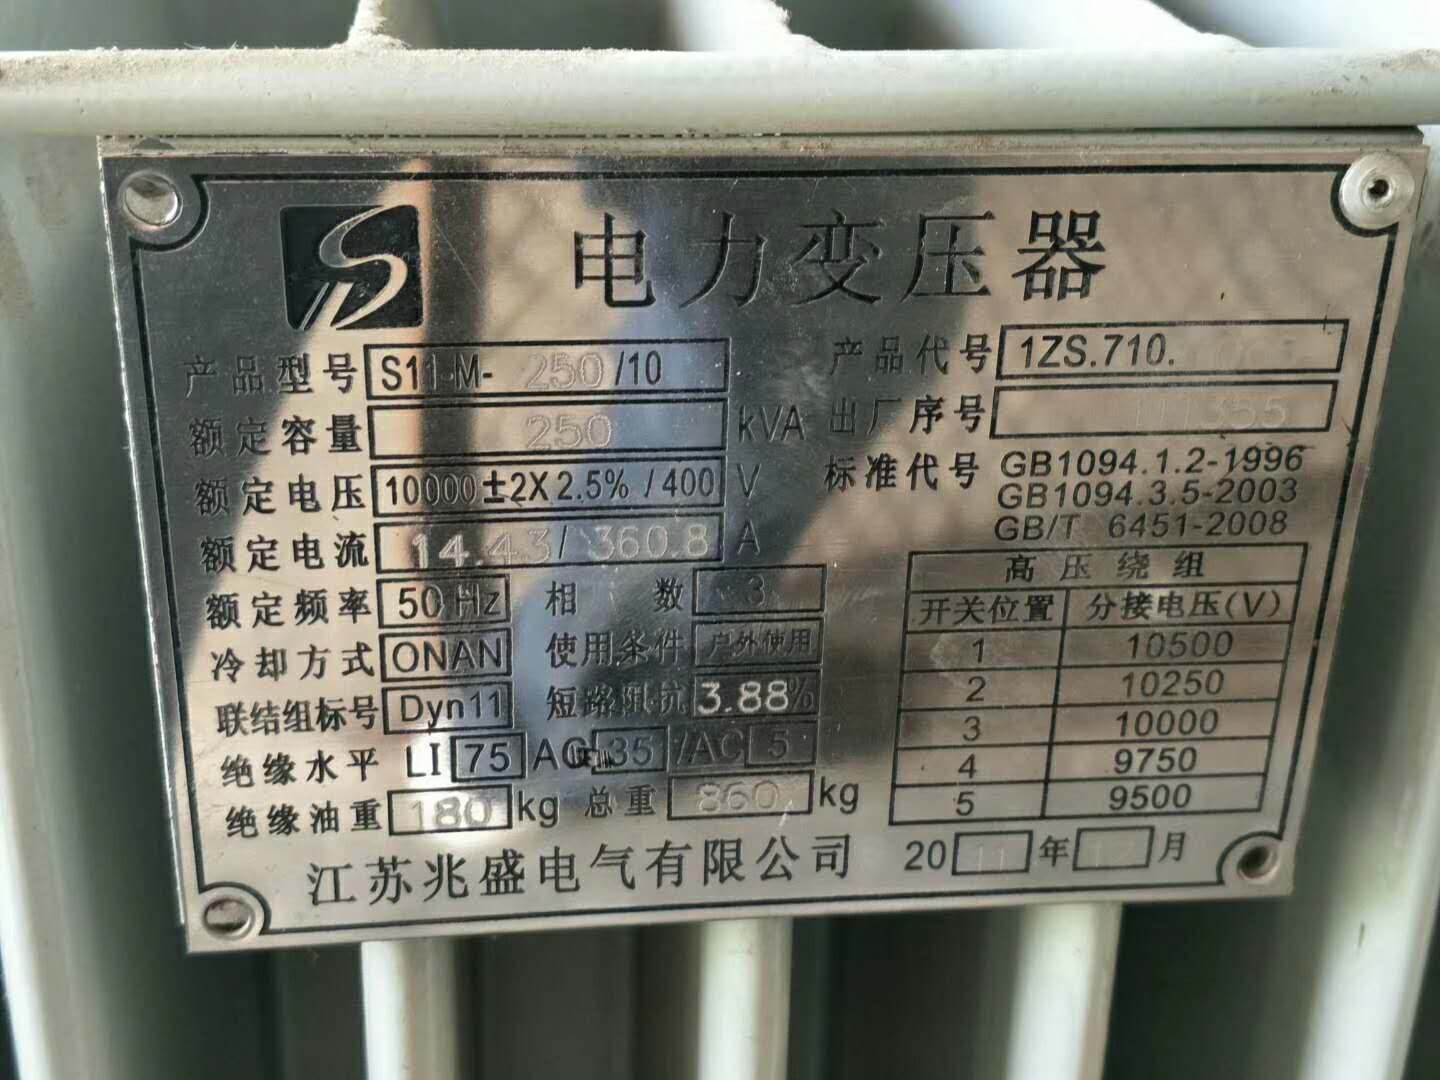 电力变压器
产品型号 S11-M-250/10 产品代号 1ZS.710.
额定容量 250 kVA 出厂序号
额定电压 10000±2X2.5%/400 V 标准代号 GB1094.1.2-1996
GB1094.3.5-2003
额定电流 14.43/360.8 A GB/T 6451-2008
额定频率 50Hz 相数 3
冷却方式 ONAN 使用条件 户外使用
联结组标号 Dyn11 短路阻抗 3.88%
绝缘水平 LI 75 AC 35 /AC 5
绝缘油重 180 kg 总重 860 kg
高压绕组
开关位置 分接电压(V)
1 10500
2 10250
3 10000
4 9750
5 9500
江苏兆盛电气有限公司 2011年 月